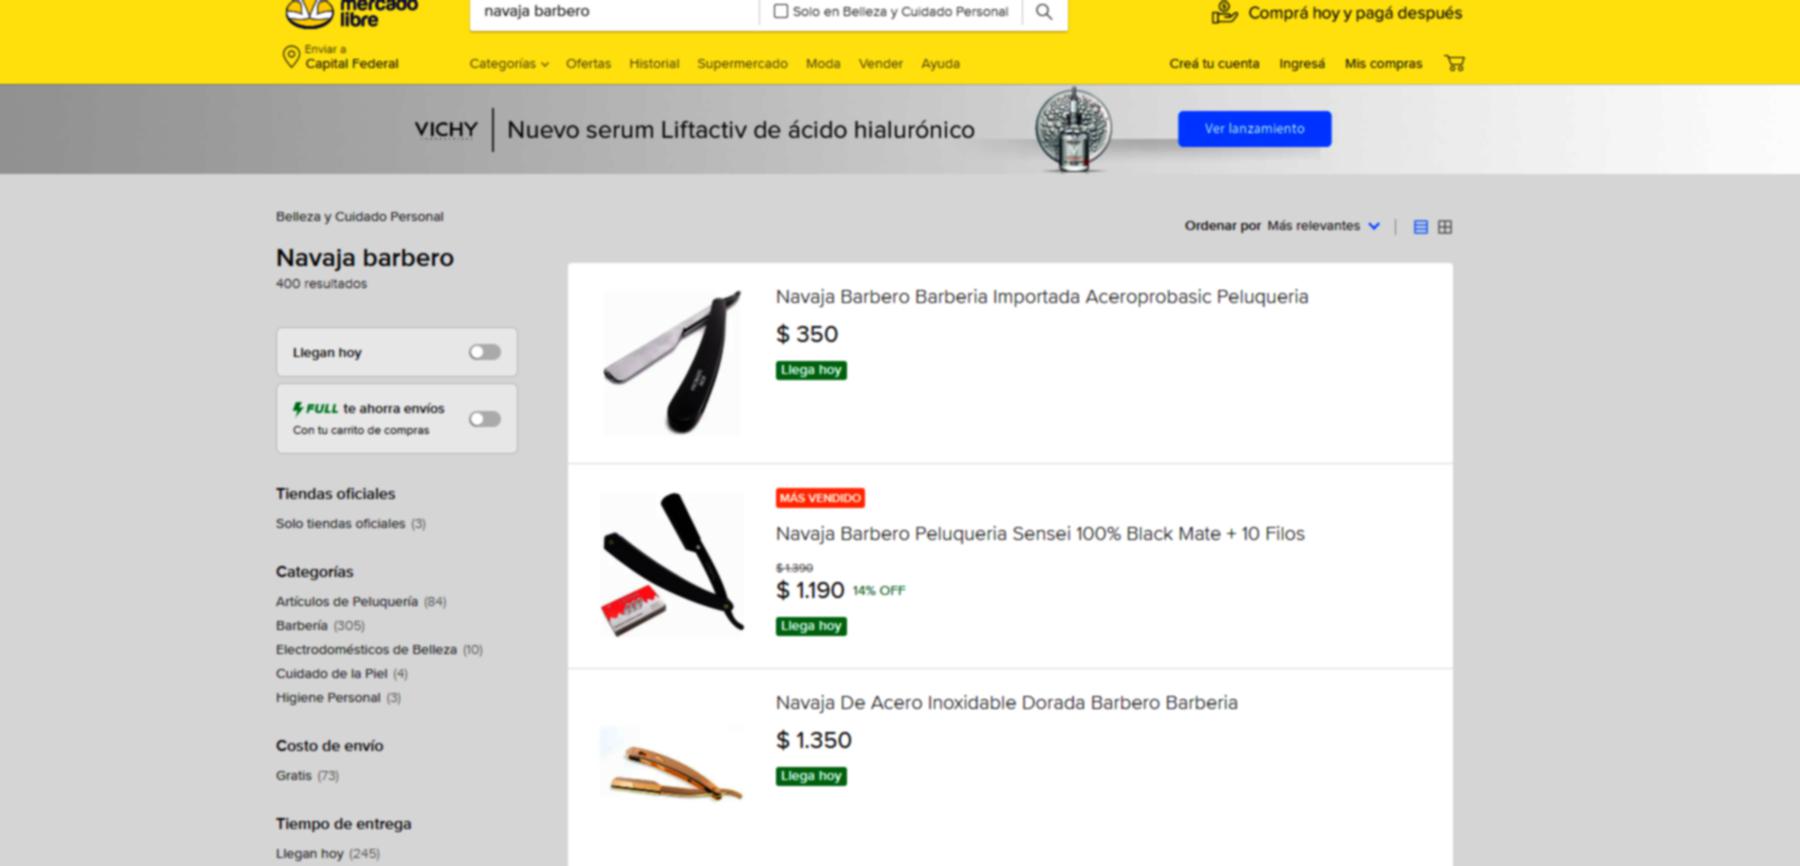 mercado
libre
navaja barbero
Solo en Belleza y Cuidado Personal
Comprá hoy y pagá después
Enviar a
Capital Federal
Categorías Ofertas Historial Supermercado Moda Vender Ayuda
Creá tu cuenta Ingresá Mis compras
VICHY
Nuevo serum Liftactiv de ácido hialurónico
Ver lanzamiento
Belleza y Cuidado Personal
Ordenar por Más relevantes
Navaja barbero
400 resultados
Llegan hoy
FULL te ahorra envíos
Con tu carrito de compras
Tiendas oficiales
Solo tiendas oficiales (3)
Categorías
Artículos de Peluquería (84)
Barbería (305)
Electrodomésticos de Belleza (10)
Cuidado de la Piel (4)
Higiene Personal (3)
Costo de envío
Gratis (73)
Tiempo de entrega
Llegan hoy (245)
Navaja Barbero Barberia Importada Aceroprobasic Peluqueria
$ 350
Llega hoy
MÁS VENDIDO
Navaja Barbero Peluqueria Sensei 100% Black Mate + 10 Filos
$ 1.390
$ 1.190 14% OFF
Llega hoy
Navaja De Acero Inoxidable Dorada Barbero Barberia
$ 1.350
Llega hoy